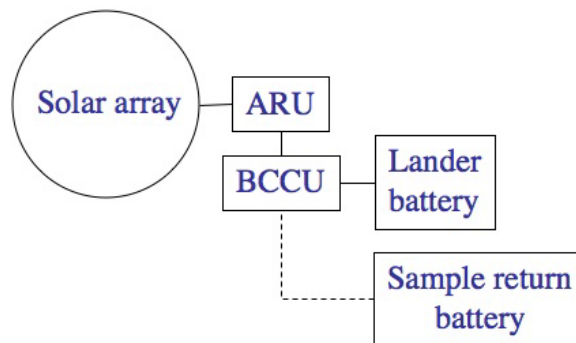 Solar array
ARU
BCCU
Lander
battery
Sample return
battery